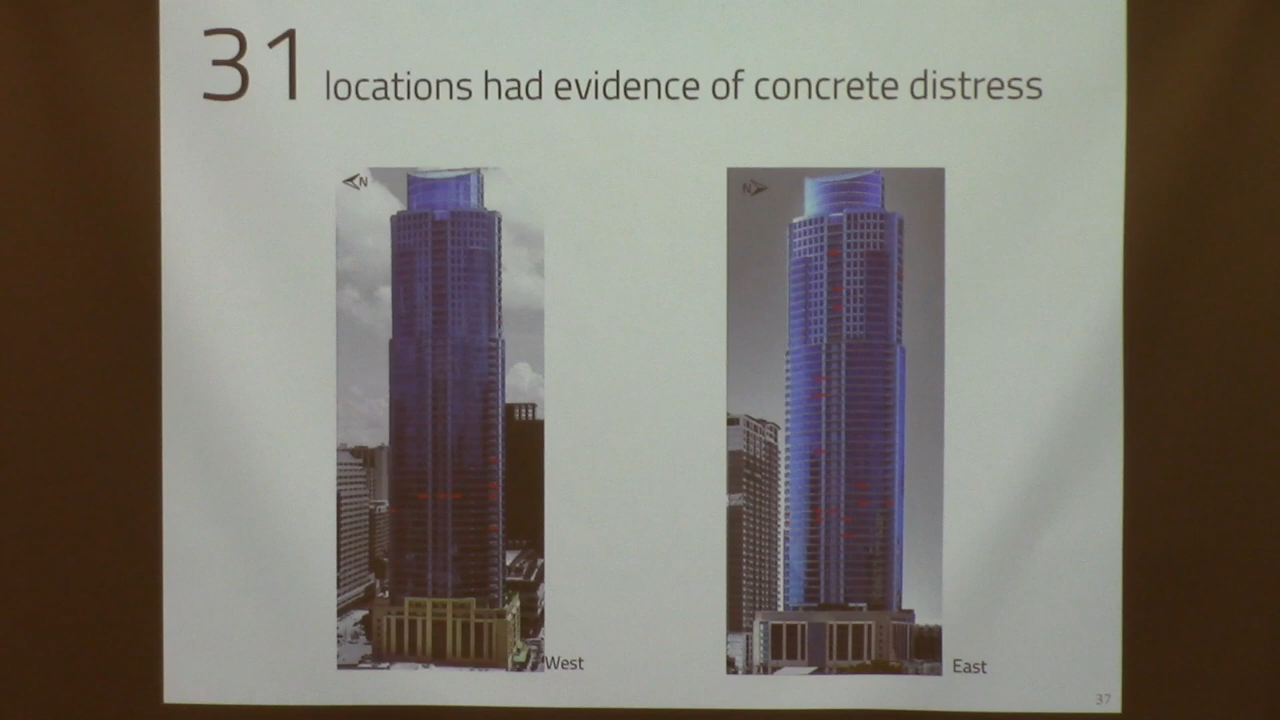 31 locations had evidence of concrete distress
N
N
West
East
37